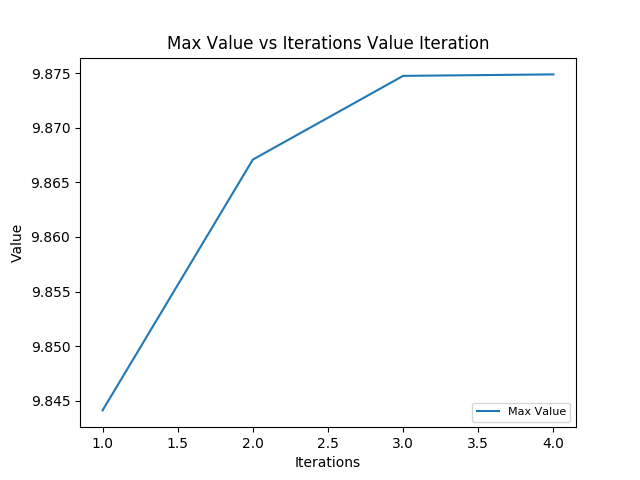 Max Value vs Iterations Value Iteration
9.875
9.870
9.865
9.860
9.855
9.850
9.845
Value
Max Value
1.0 1.5 2.0 2.5 3.0 3.5 4.0
Iterations